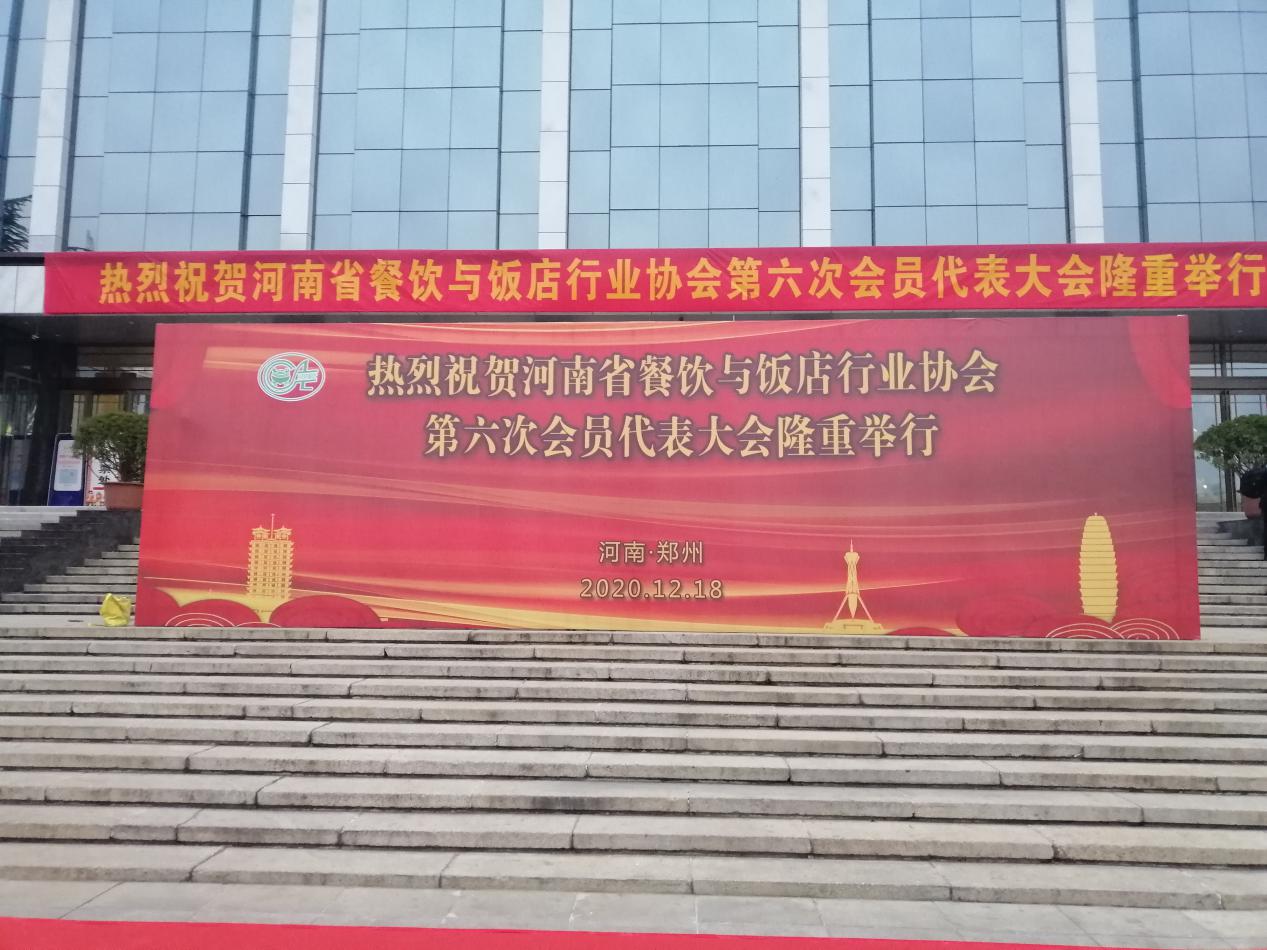 热烈祝贺河南省餐饮与饭店行业协会第六次会员代表大会隆重举行
热烈祝贺河南省餐饮与饭店行业协会
第六次会员代表大会隆重举行
河南·郑州
2020.12.18